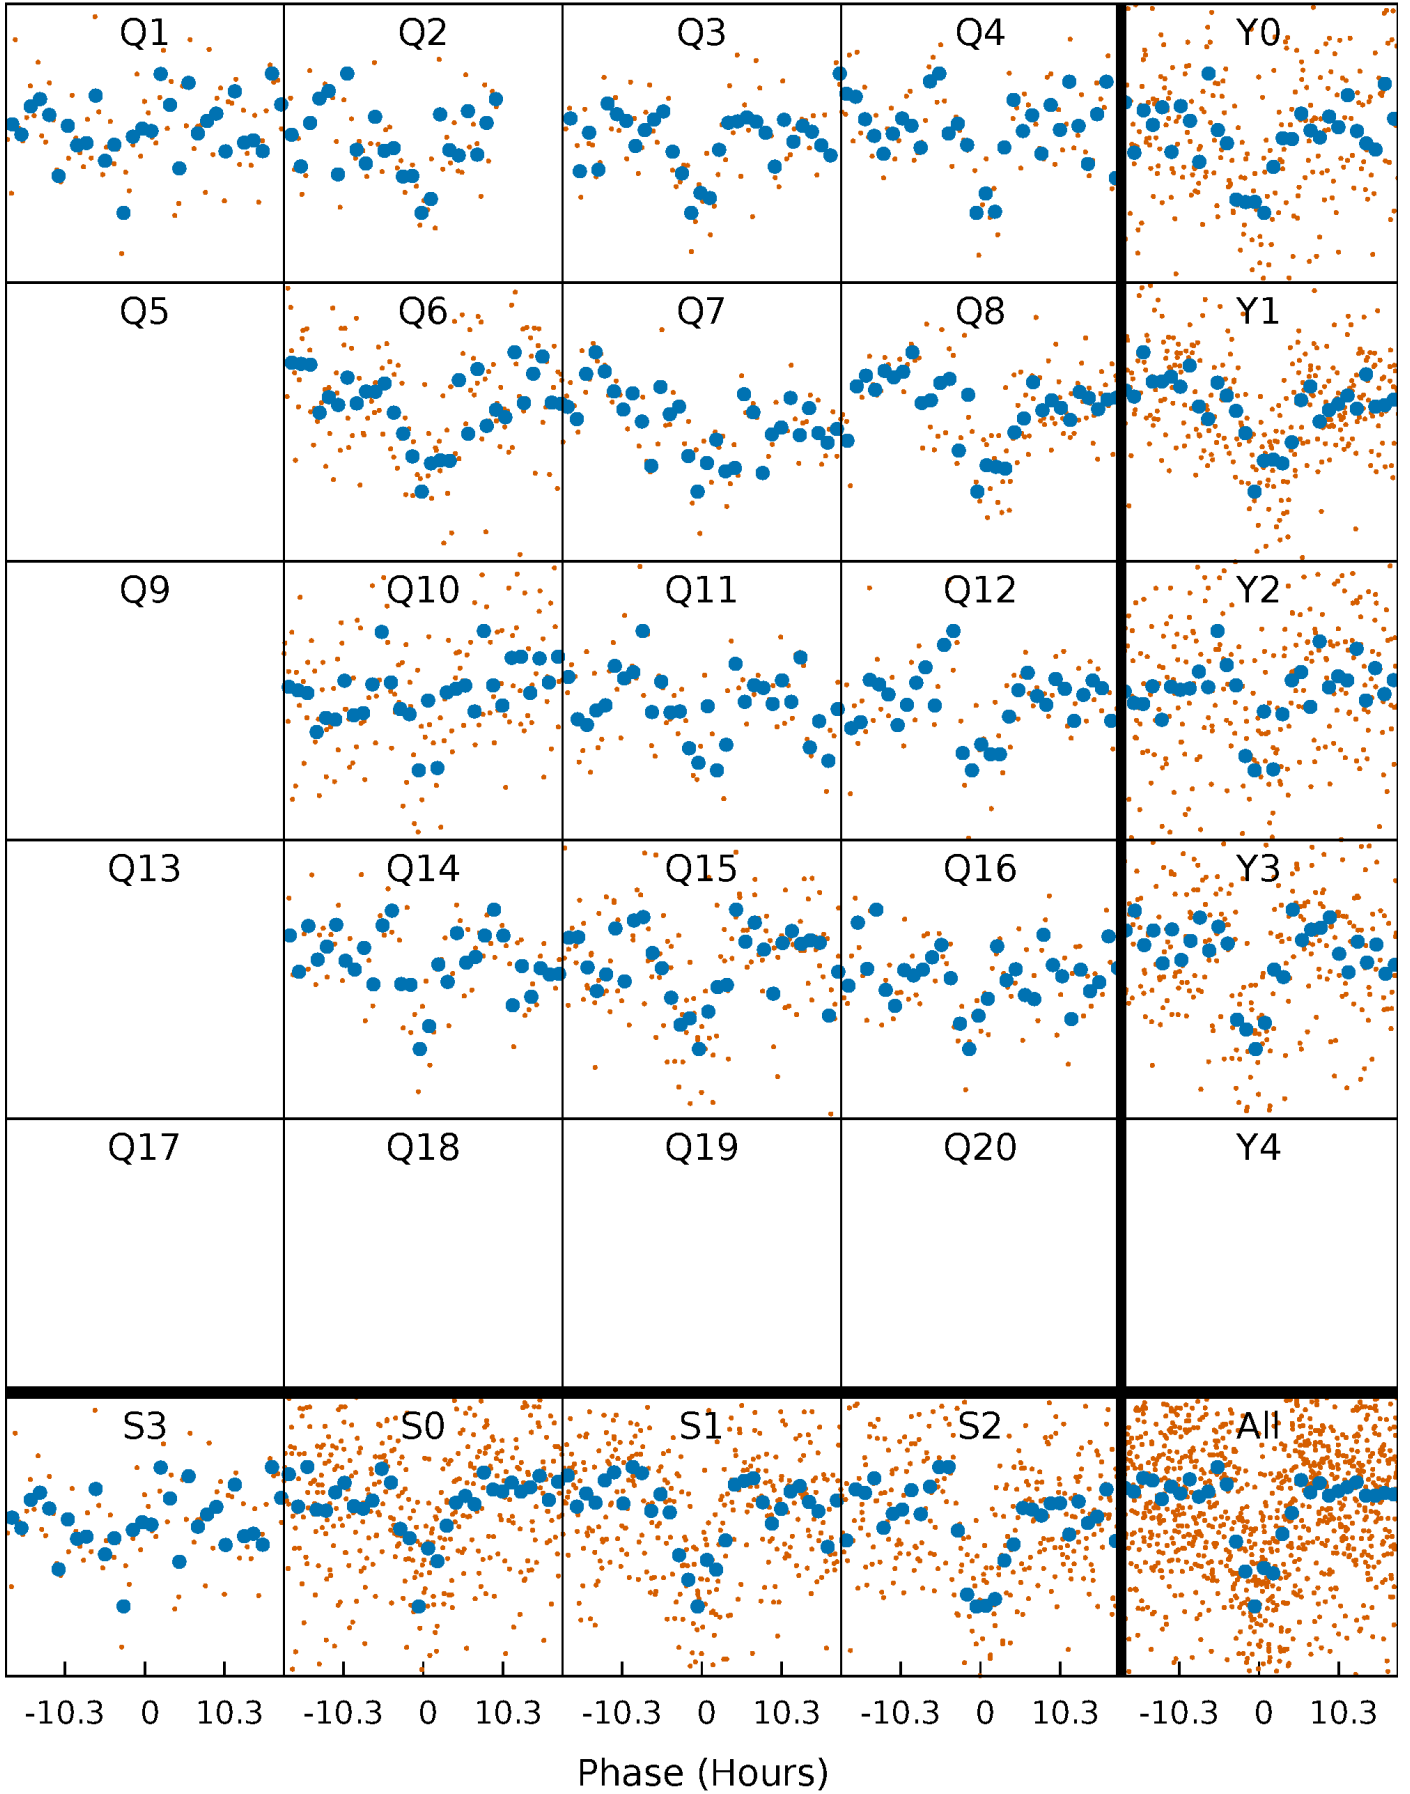 Q1 Q2 Q3 Q4 Y0
Q5 Q6 Q7 Q8 Y1
Q9 Q10 Q11 Q12 Y2
Q13 Q14 Q15 Q16 Y3
Q17 Q18 Q19 Q20 Y4
S3 S0 S1 S2 All
-10.3 0 10.3 -10.3 0 10.3 -10.3 0 10.3 -10.3 0 10.3 -10.3 0 10.3
Phase (Hours)